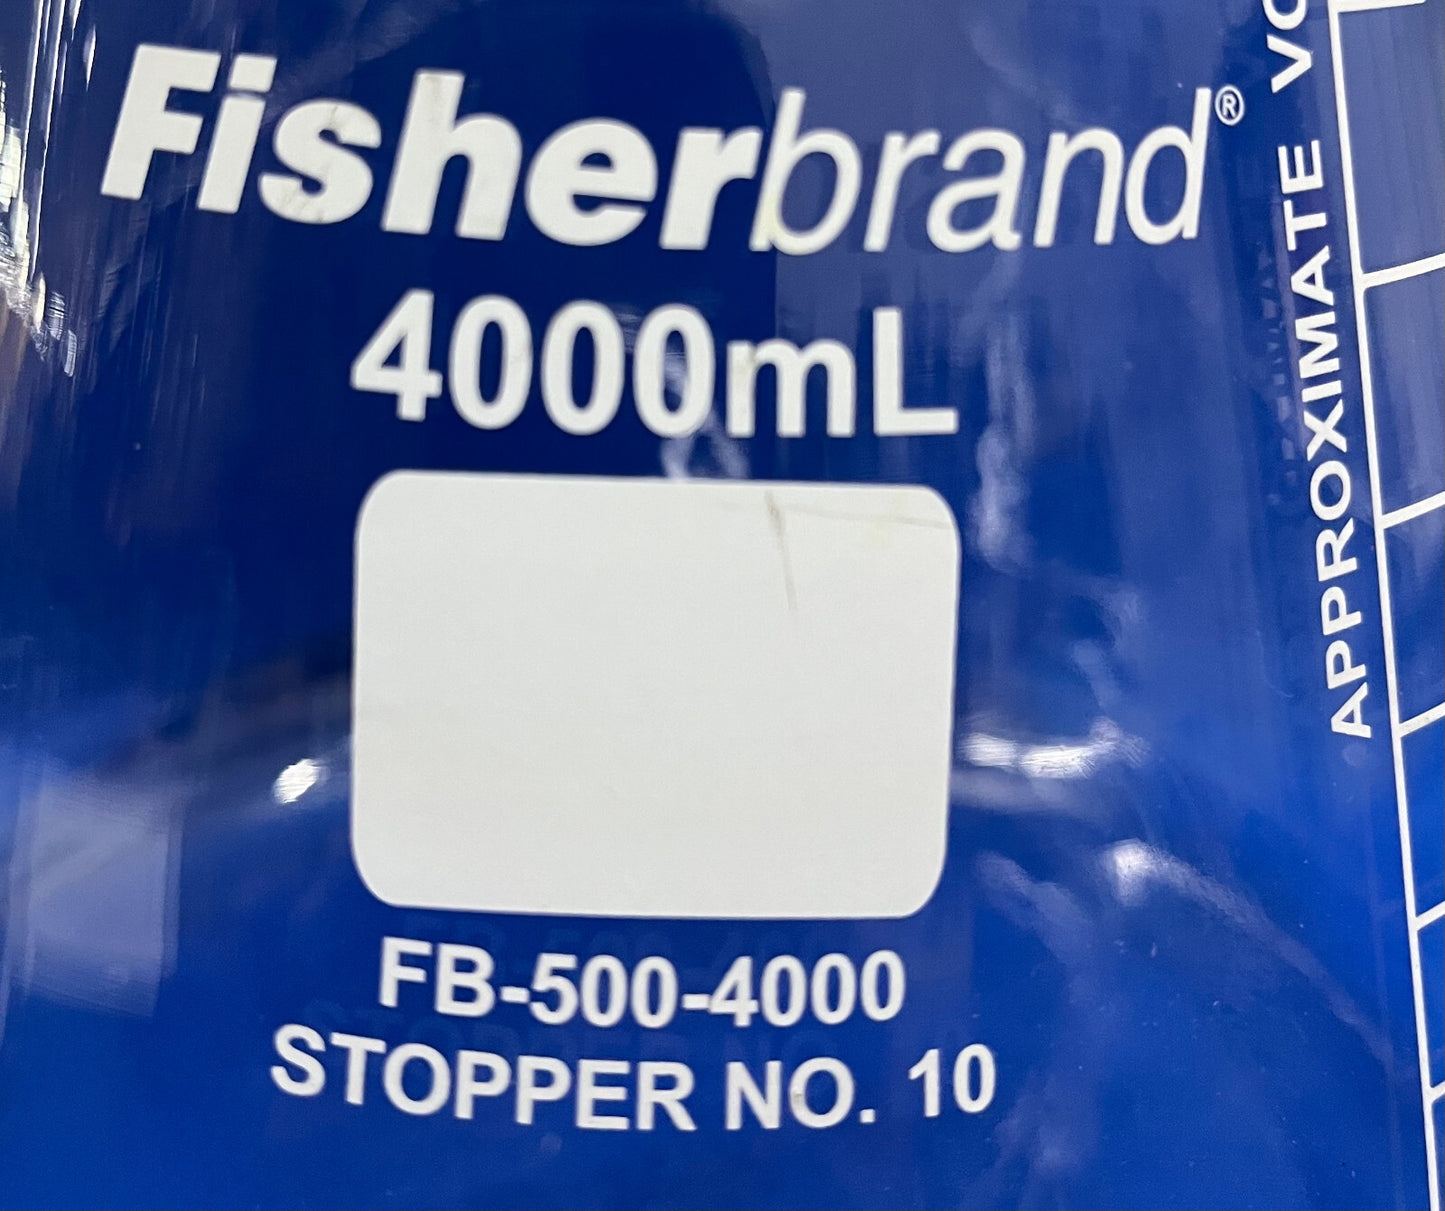 Fisherbrand®
4000mL
FB-500-4000
STOPPER NO. 10
APPROXIMATE